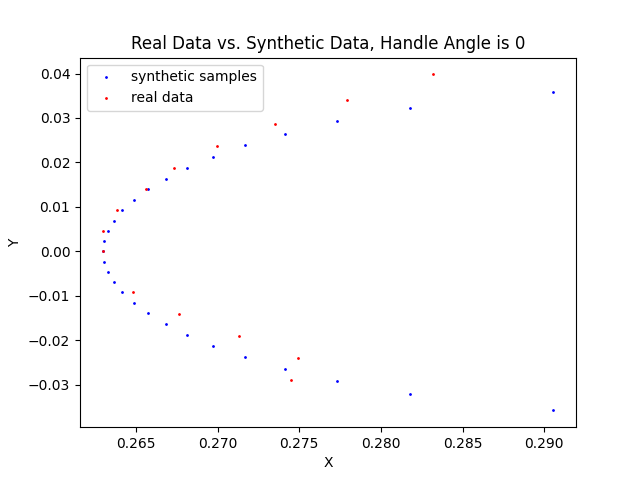 Real Data vs. Synthetic Data, Handle Angle is 0
synthetic samples
real data
0.04
0.03
0.02
0.01
0.00
−0.01
−0.02
−0.03
Y
0.265 0.270 0.275 0.280 0.285 0.290
X